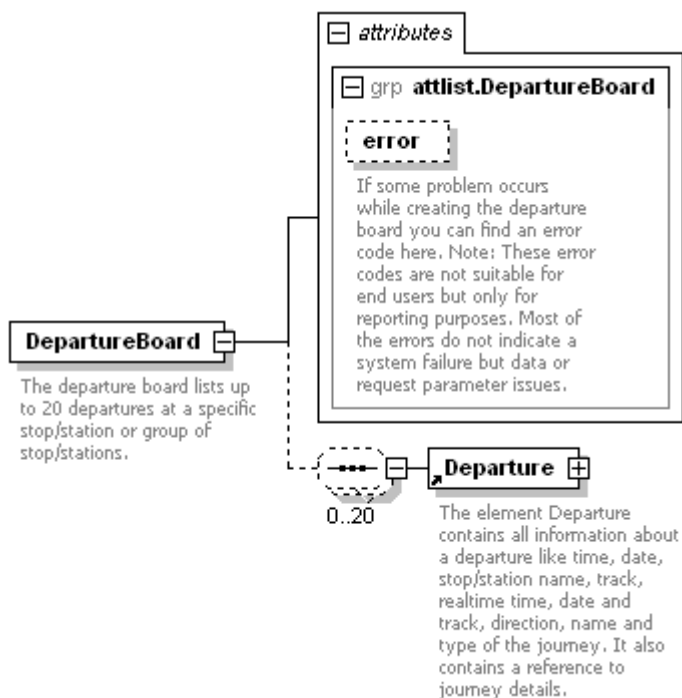 attributes
grp attlist.DepartureBoard
error
If some problem occurs
while creating the departure
board you can find an error
code here. Note: These error
codes are not suitable for
end users but only for
reporting purposes. Most of
the errors do not indicate a
system failure but data or
request parameter issues.
DepartureBoard
The departure board lists up
to 20 departures at a specific
stop/station or group of
stop/stations.
Departure
0..20
The element Departure
contains all information about
a departure like time, date,
stop/station name, track,
realtime time, date and
track, direction, name and
type of the journey. It also
contains a reference to
journey details.